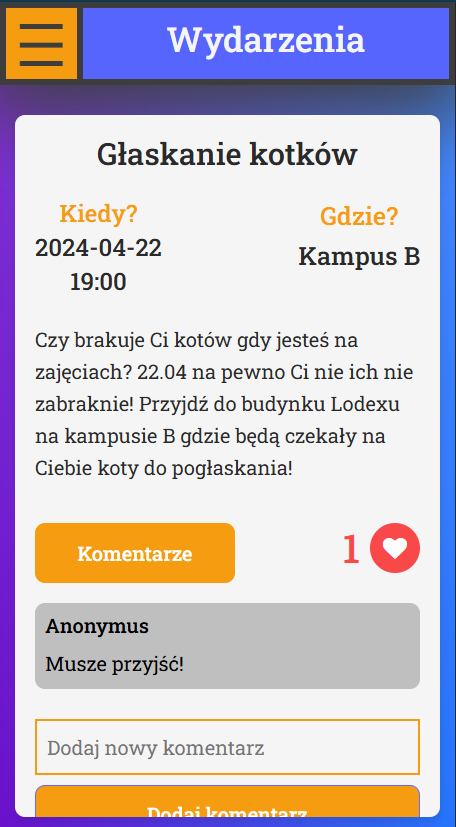 Wydarzenia
Głaskanie kotków
Kiedy?
2024-04-22
19:00
Gdzie?
Kampus B
Czy brakuje Ci kotów gdy jesteś na
zajęciach? 22.04 na pewno Ci nie ich nie
zabraknie! Przyjdź do budynku Lodexu
na kampusie B gdzie będą czekały na
Ciebie koty do pogłaskania!
Komentarze
1
Anonymus
Musze przyjść!
Dodaj nowy komentarz
Dodaj komentarz